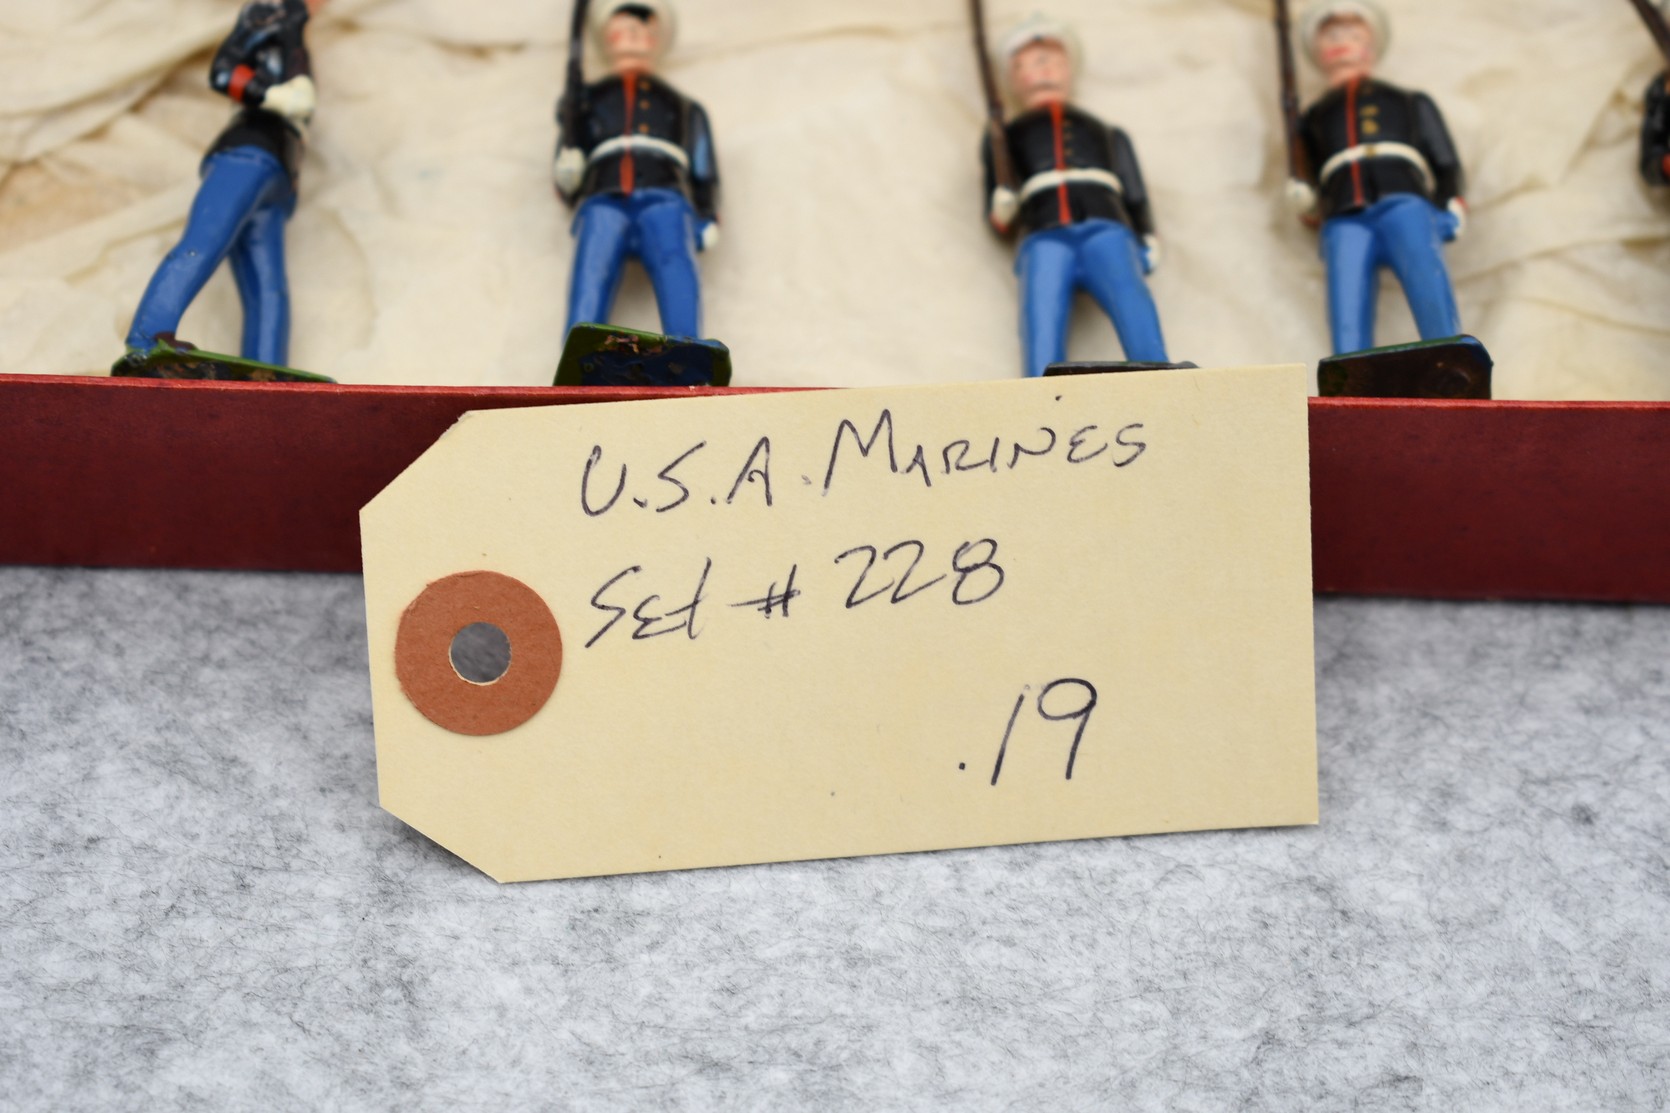 U.S.A. MARINES
Set # 228
.19